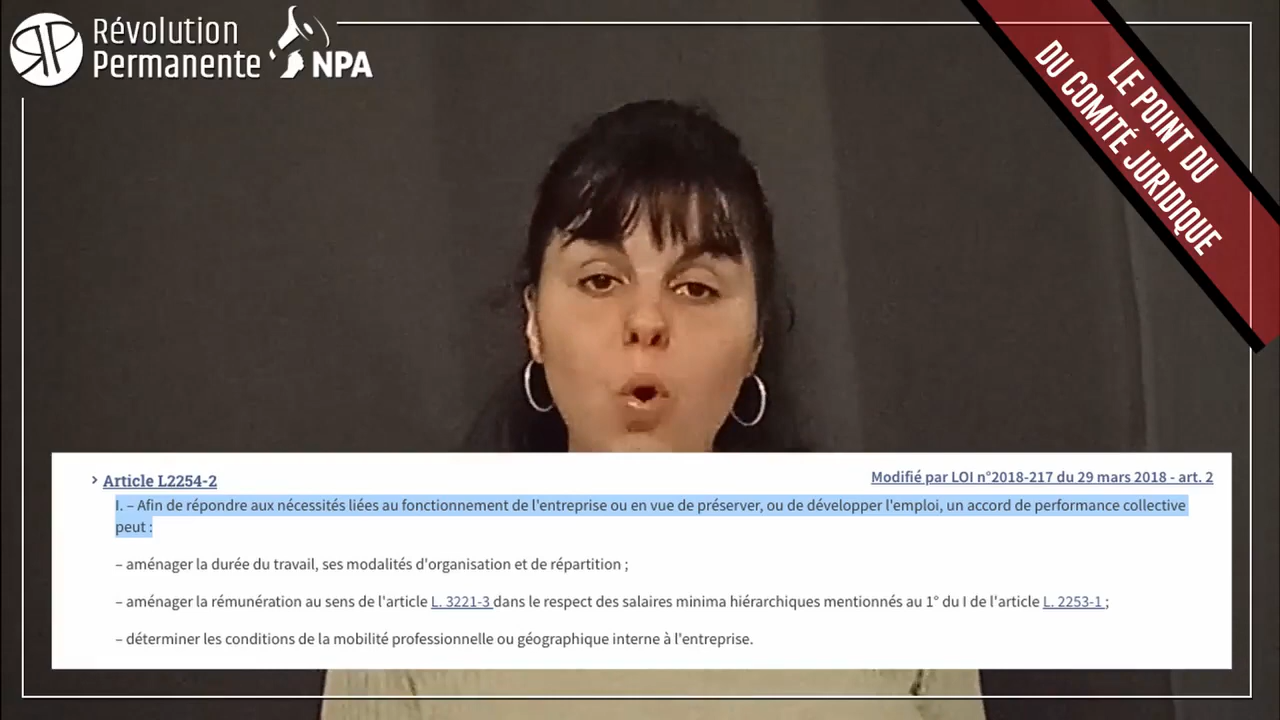 Révolution
Permanente
NPA
LE POINT DU
DU COMITÉ JURIDIQUE
Article L2254-2
Modifié par LOI n°2018-217 du 29 mars 2018 - art. 2
I. – Afin de répondre aux nécessités liées au fonctionnement de l'entreprise ou en vue de préserver, ou de développer l'emploi, un accord de performance collective
peut :
– aménager la durée du travail, ses modalités d'organisation et de répartition ;
– aménager la rémunération au sens de l'article L. 3221-3 dans le respect des salaires minima hiérarchiques mentionnés au 1° du I de l'article L. 2253-1 ;
– déterminer les conditions de la mobilité professionnelle ou géographique interne à l'entreprise.